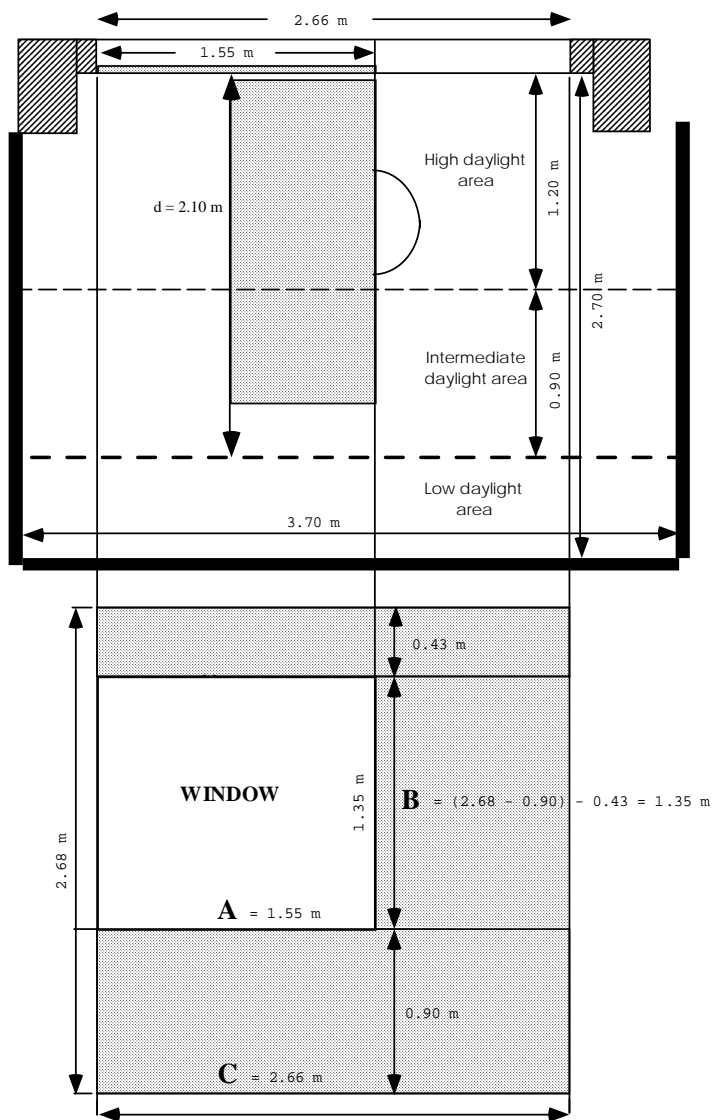 2.66 m
1.55 m
High daylight
area
1.20 m
d = 2.10 m
2.70 m
Intermediate
daylight area
0.90 m
Low daylight
area
3.70 m
0.43 m
WINDOW
1.35 m
B = (2.68 - 0.90) - 0.43 = 1.35 m
2.68 m
A = 1.55 m
0.90 m
C = 2.66 m